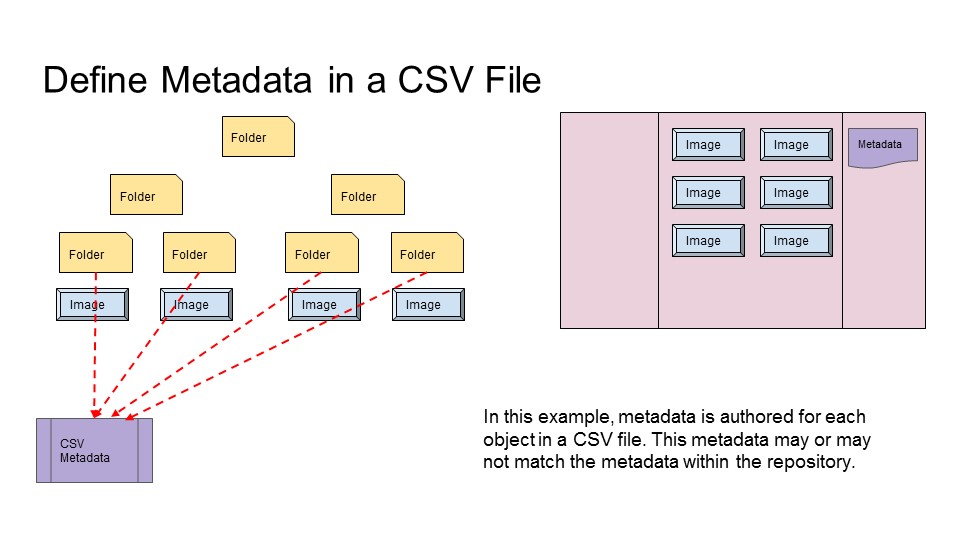 Define Metadata in a CSV File
Folder
Folder
Folder
Folder
Folder
Folder
Folder
Image
Image
Image
Image
CSV
Metadata
Image
Image
Metadata
Image
Image
Image
Image
In this example, metadata is authored for each
object in a CSV file. This metadata may or may
not match the metadata within the repository.